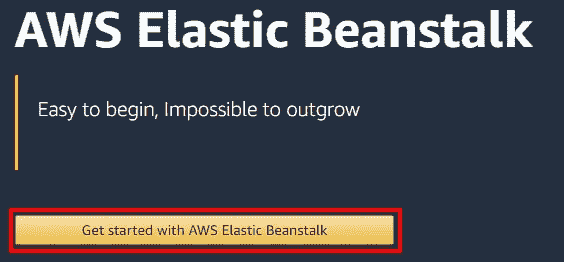 AWS Elastic Beanstalk
Easy to begin, Impossible to outgrow
Get started with AWS Elastic Beanstalk